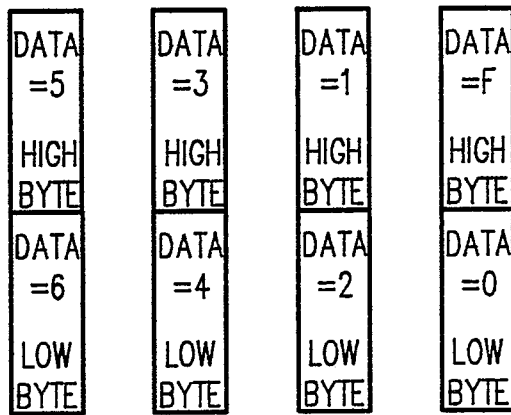 DATA DATA DATA DATA
=5 =3 =1 =F
HIGH HIGH HIGH HIGH
BYTE BYTE BYTE BYTE
DATA DATA DATA DATA
=6 =4 =2 =0
LOW LOW LOW LOW
BYTE BYTE BYTE BYTE